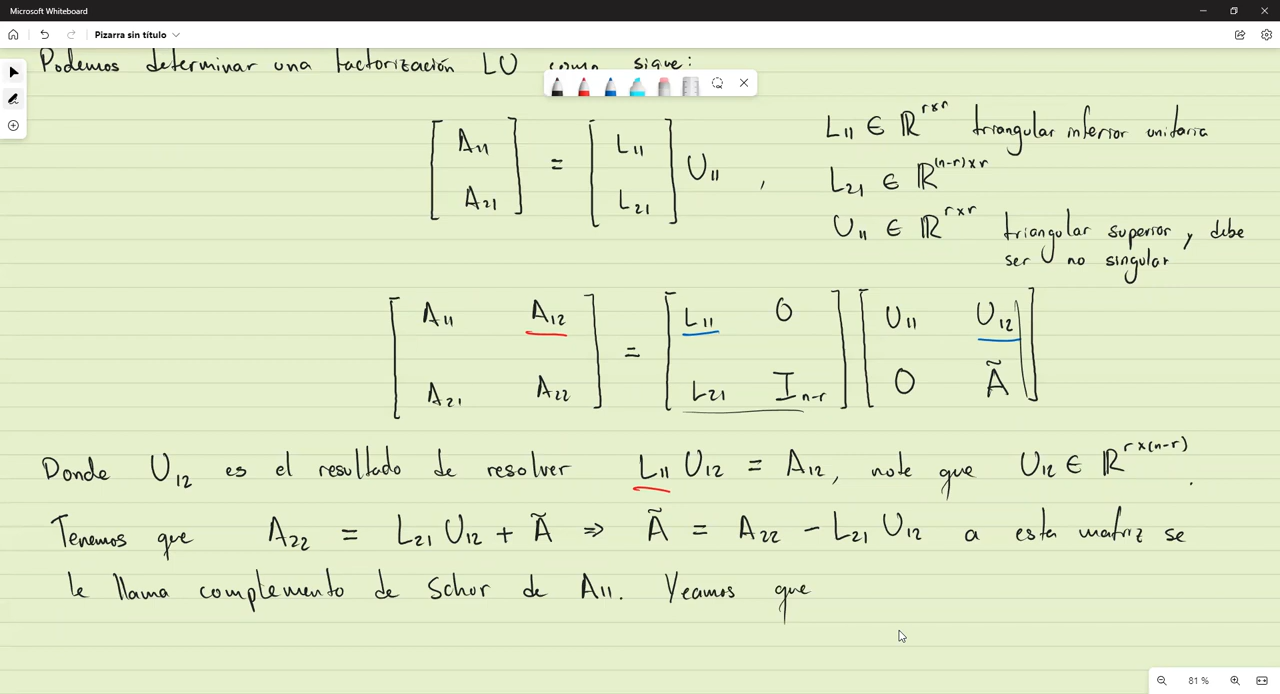 Microsoft Whiteboard
Pizarra sin título
Podemos determinar una factorización LU como sigue:
[A₁₁ ; A₂₁] = [L₁₁ ; L₂₁] U₁₁ ,
L₁₁ ∈ ℝ^{r×r} triangular inferior unitaria
L₂₁ ∈ ℝ^{(n-r)×r}
U₁₁ ∈ ℝ^{r×r} triangular superior y debe
ser no singular
[A₁₁ A₁₂ ; A₂₁ A₂₂] = [L₁₁ 0 ; L₂₁ I_{n-r}] [U₁₁ U₁₂ ; 0 Ã]
Donde U₁₂ es el resultado de resolver L₁₁ U₁₂ = A₁₂, note que U₁₂ ∈ ℝ^{r×(n-r)}.
Tenemos que A₂₂ = L₂₁ U₁₂ + Ã ⇒ Ã = A₂₂ - L₂₁ U₁₂ a esta matriz se
le llama complemento de Schur de A₁₁. Veamos que
81 %